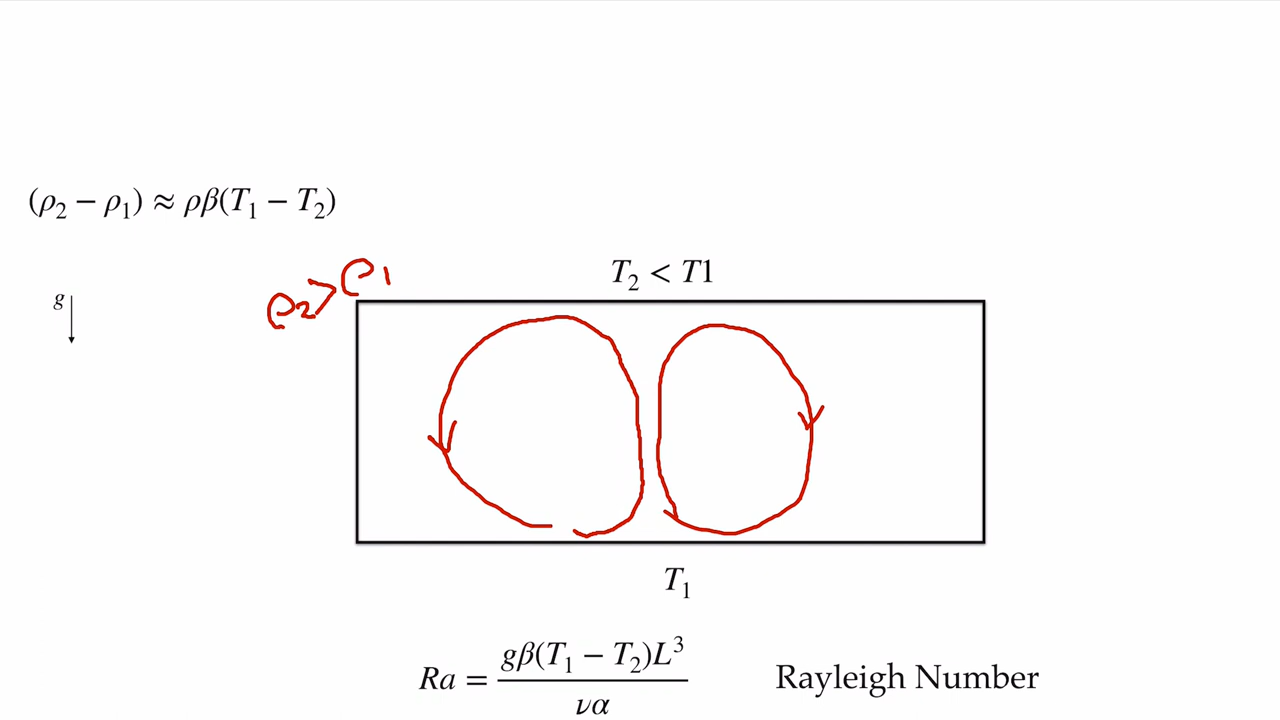 (ρ₂ − ρ₁) ≈ ρβ(T₁ − T₂)
T₂ < T1
ρ₂ > ρ₁
g
T₁
Ra = gβ(T₁ − T₂)L³ / να
Rayleigh Number